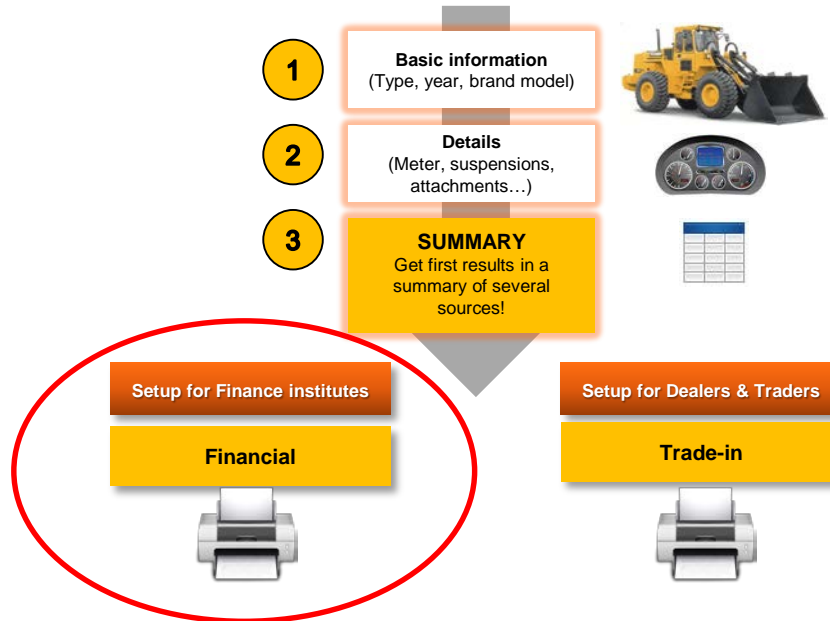 1
Basic information
(Type, year, brand model)
2
Details
(Meter, suspensions,
attachments…)
3
SUMMARY
Get first results in a
summary of several
sources!
Setup for Finance institutes
Setup for Dealers & Traders
Financial
Trade-in